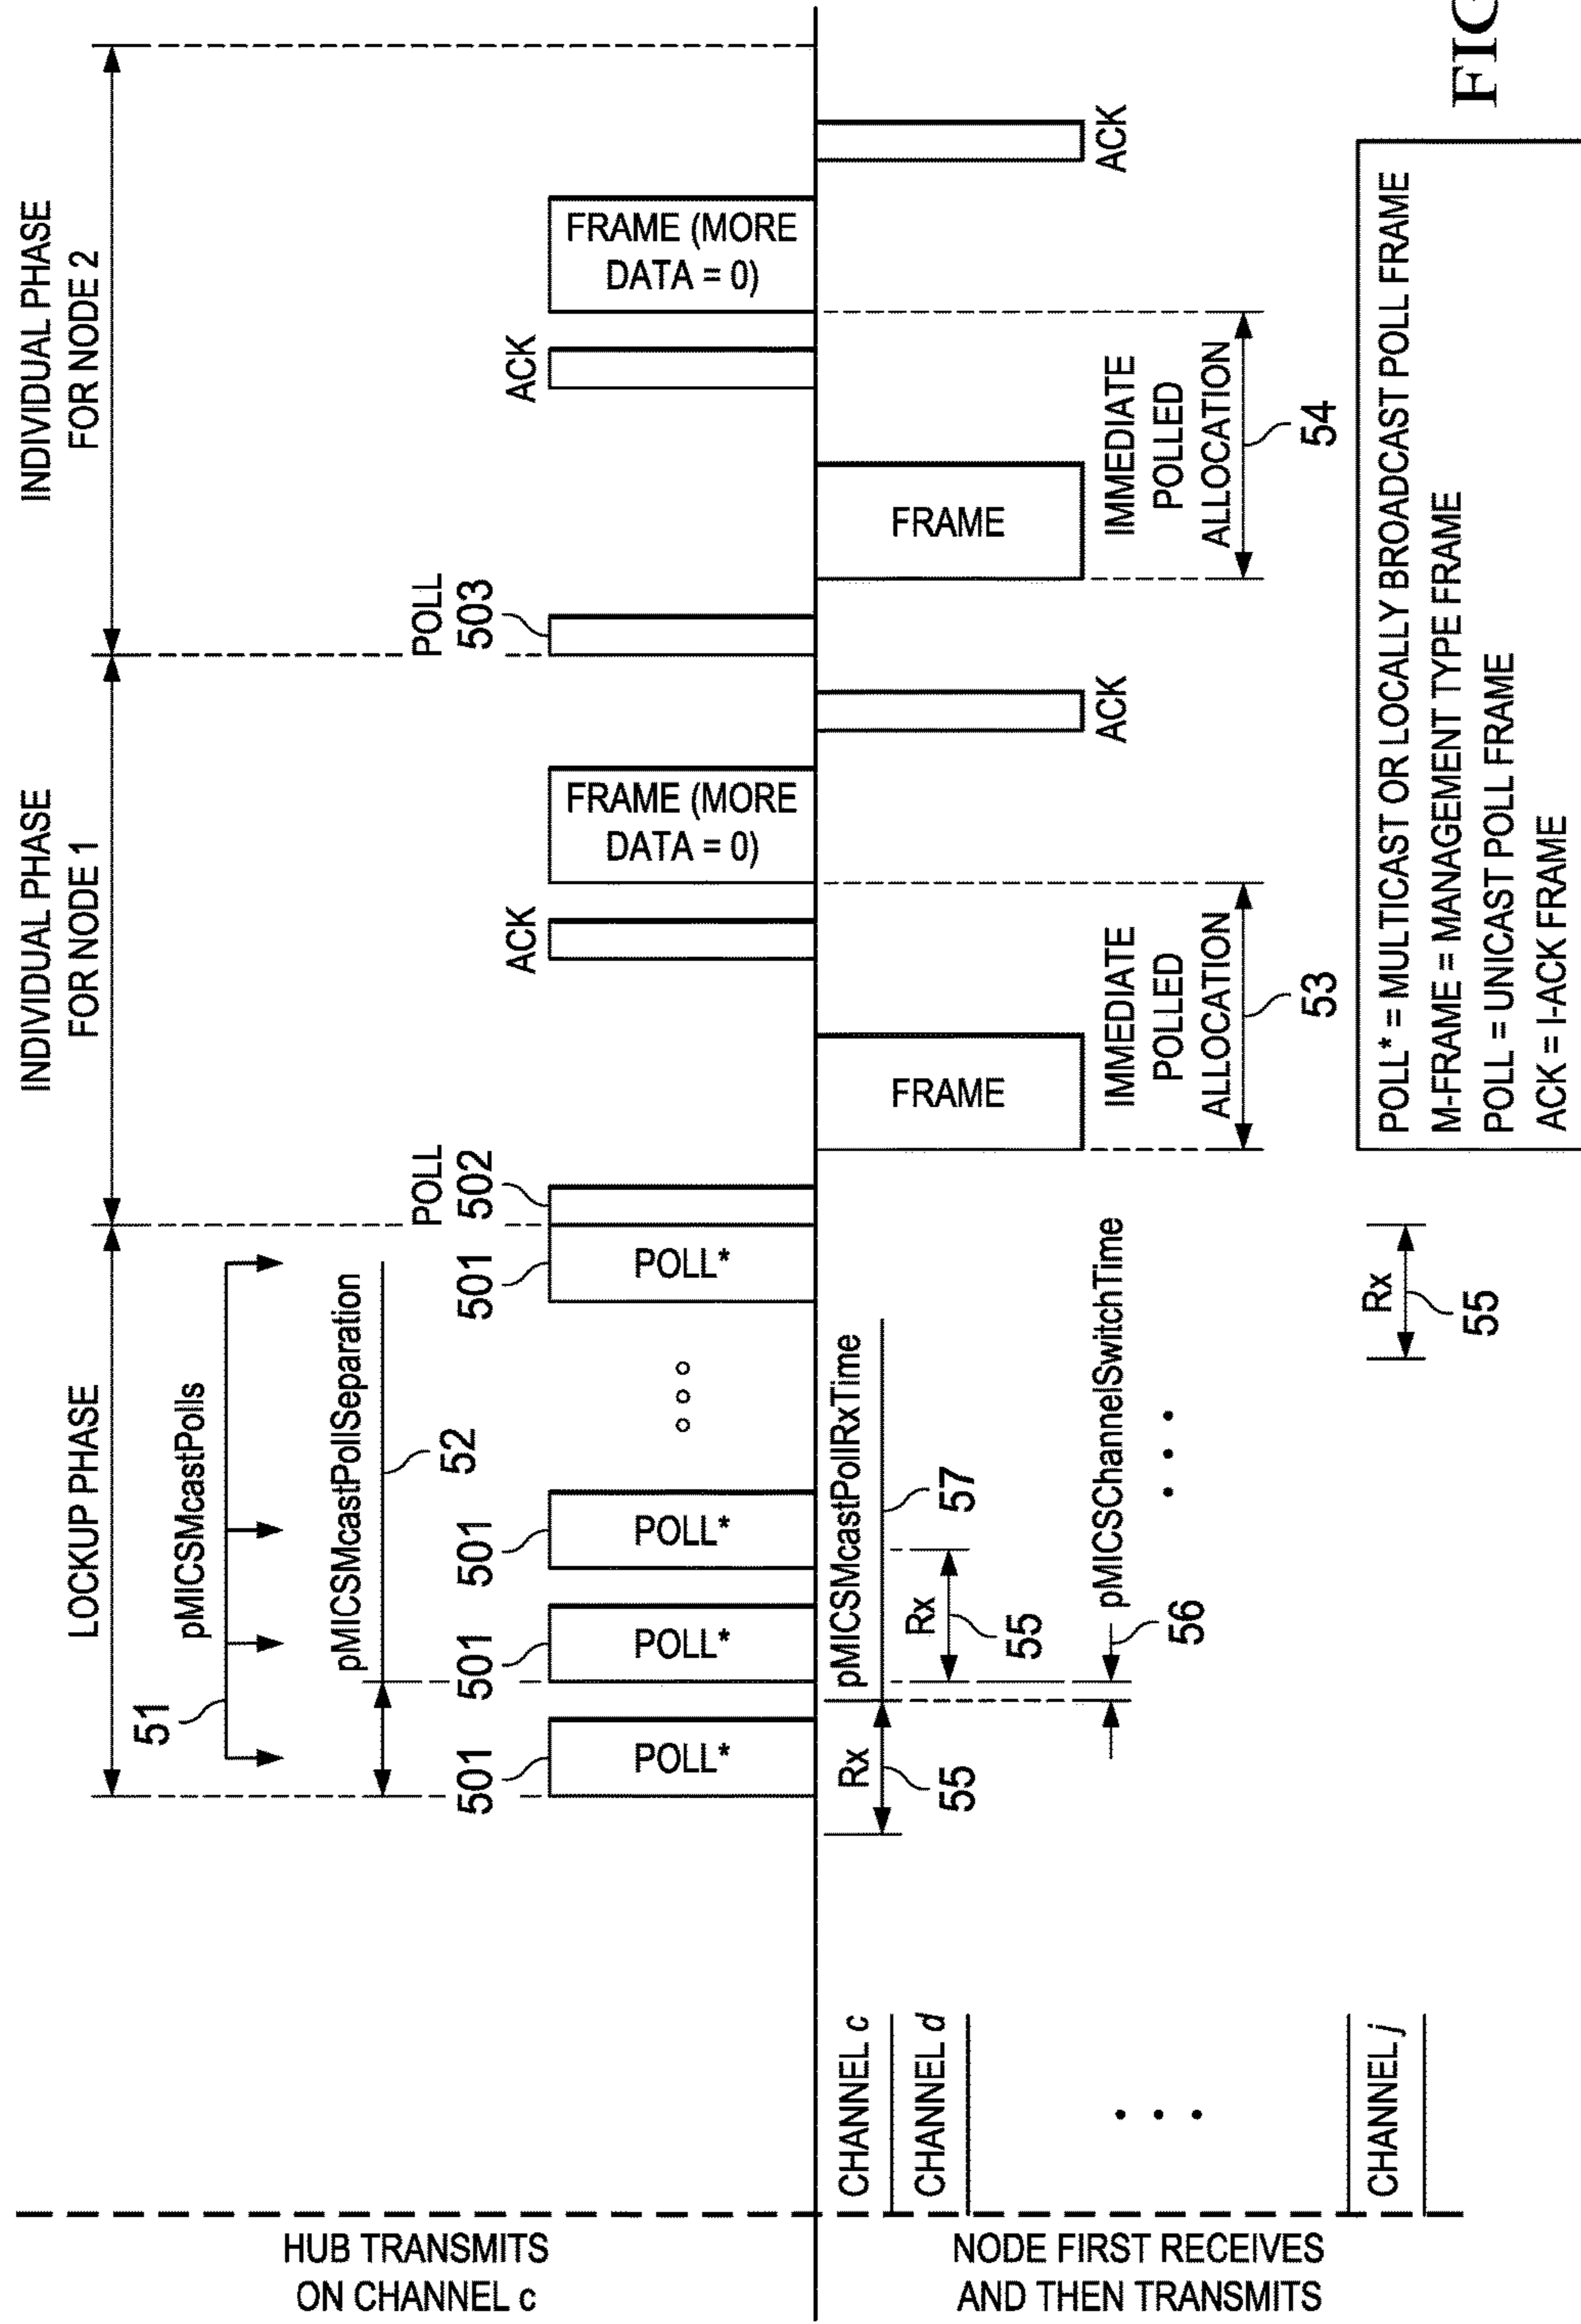 LOCKUP PHASE
INDIVIDUAL PHASE
FOR NODE 1
INDIVIDUAL PHASE
FOR NODE 2
51
pMICSMcastPolls
pMICSMcastPollSeparation
52
POLL
502
POLL
503
501
501
501
501
ACK
ACK
HUB TRANSMITS
ON CHANNEL c
POLL*
POLL*
POLL*
POLL*
FRAME (MORE
DATA = 0)
FRAME (MORE
DATA = 0)
NODE FIRST RECEIVES
AND THEN TRANSMITS
CHANNEL c
CHANNEL d
CHANNEL j
Rx
55
pMICSMcastPollRxTime
57
Rx
55
pMICSChannelSwitchTime
56
Rx
55
FRAME
ACK
FRAME
ACK
IMMEDIATE
POLLED
ALLOCATION
53
IMMEDIATE
POLLED
ALLOCATION
54
POLL* = MULTICAST OR LOCALLY BROADCAST POLL FRAME
M-FRAME = MANAGEMENT TYPE FRAME
POLL = UNICAST POLL FRAME
ACK = I-ACK FRAME